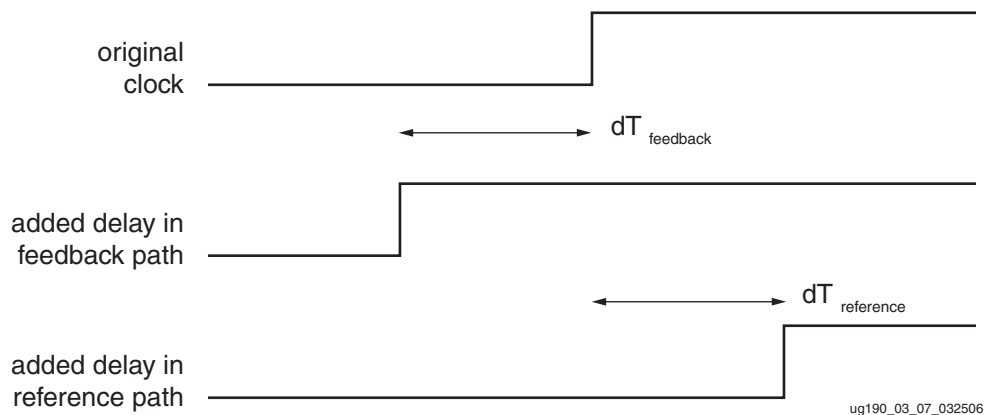 original
clock
dT feedback
added delay in
feedback path
dT reference
added delay in
reference path
ug190_03_07_032506